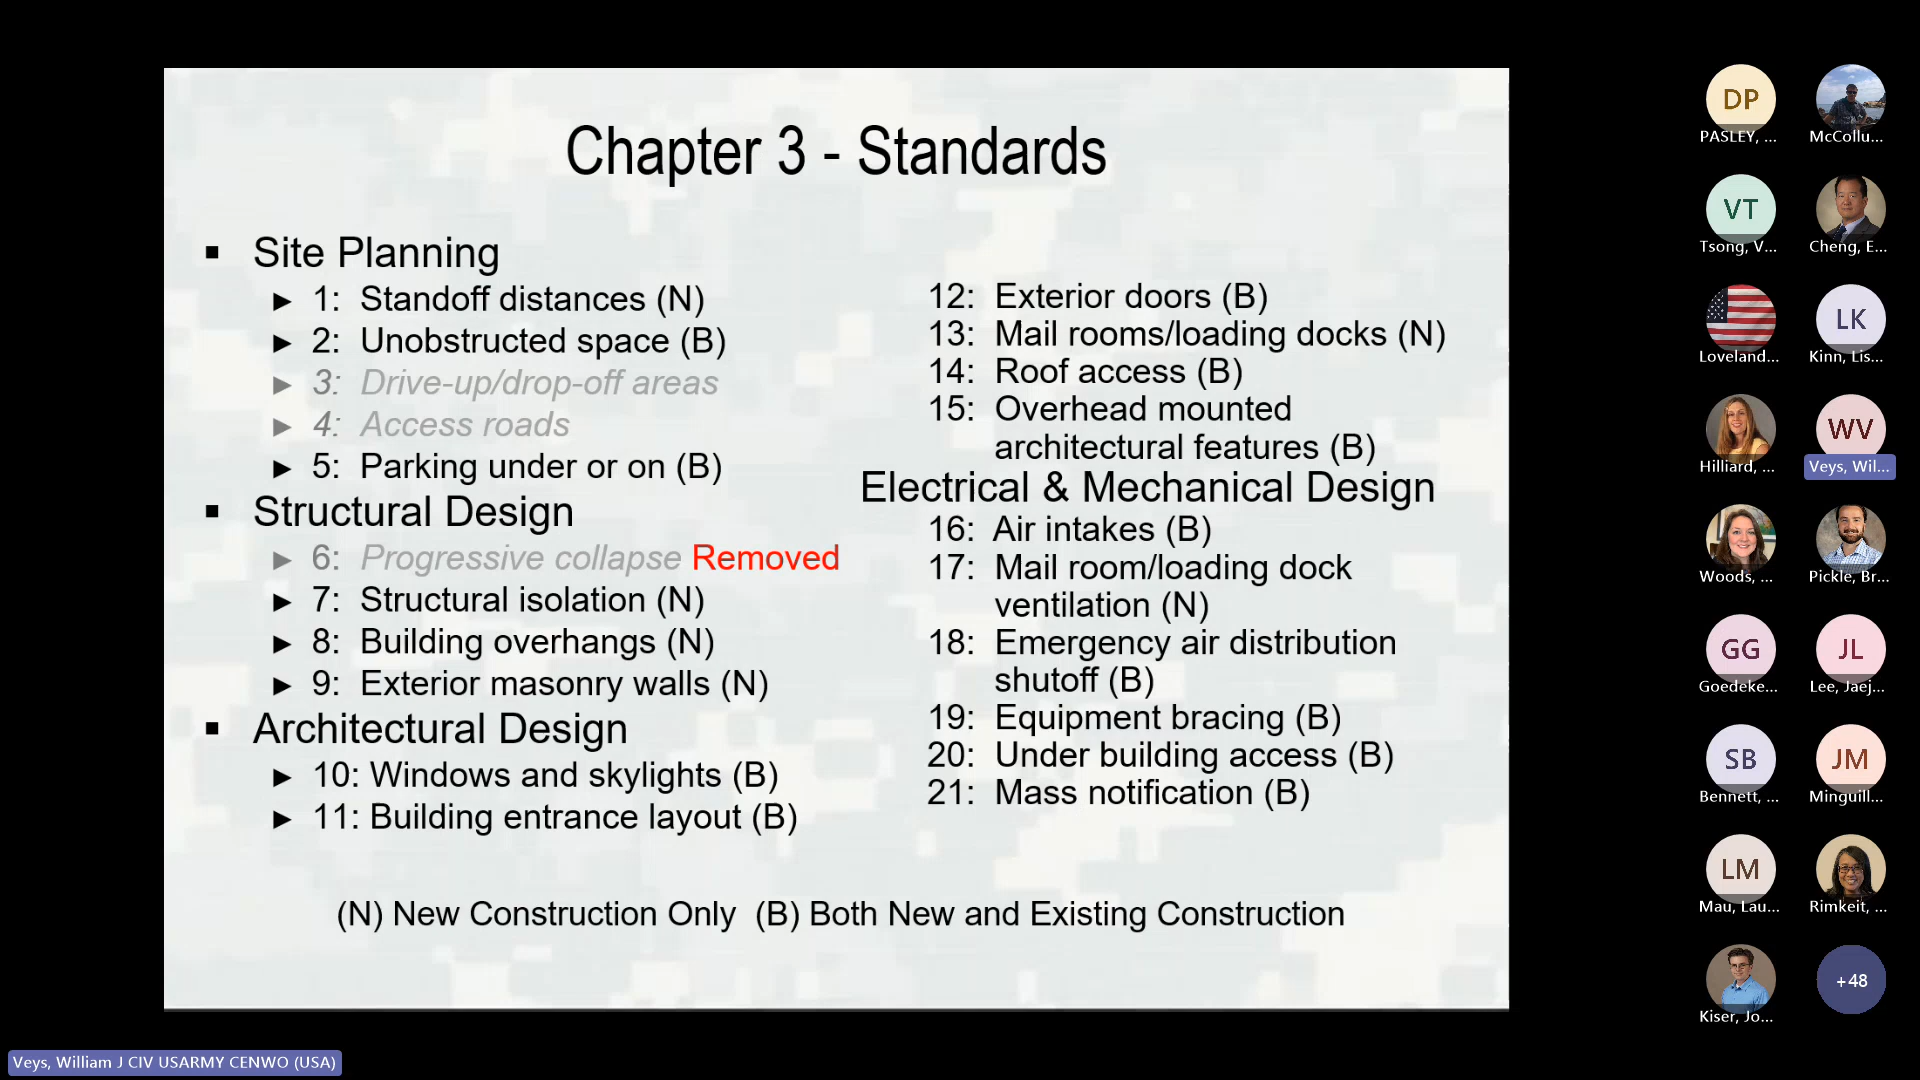 Chapter 3 - Standards
Site Planning
1: Standoff distances (N)
2: Unobstructed space (B)
3: Drive-up/drop-off areas
4: Access roads
5: Parking under or on (B)
Structural Design
6: Progressive collapse Removed
7: Structural isolation (N)
8: Building overhangs (N)
9: Exterior masonry walls (N)
Architectural Design
10: Windows and skylights (B)
11: Building entrance layout (B)
12: Exterior doors (B)
13: Mail rooms/loading docks (N)
14: Roof access (B)
15: Overhead mounted
architectural features (B)
Electrical & Mechanical Design
16: Air intakes (B)
17: Mail room/loading dock
ventilation (N)
18: Emergency air distribution
shutoff (B)
19: Equipment bracing (B)
20: Under building access (B)
21: Mass notification (B)
(N) New Construction Only (B) Both New and Existing Construction
DP
PASLEY, ...
McCollu...
VT
Tsong, V...
Cheng, E...
Loveland...
LK
Kinn, Lis...
Hilliard, ...
WV
Veys, Wil...
Woods, ...
Pickle, Br...
GG
Goedeke...
JL
Lee, Jaej...
SB
Bennett, ...
JM
Minguill...
LM
Mau, Lau...
Rimkeit, ...
Kiser, Jo...
+48
Veys, William J CIV USARMY CENWO (USA)